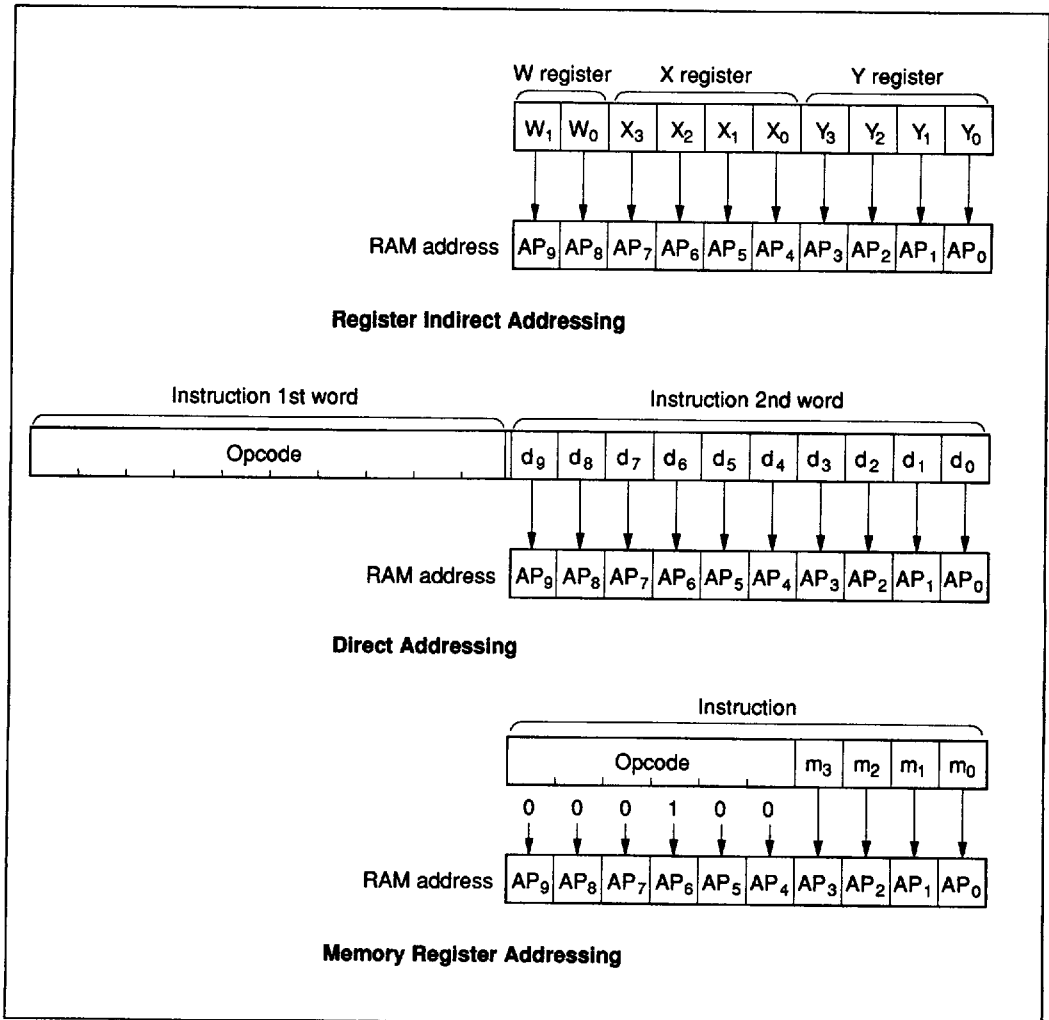 W register X register Y register
W1 W0 X3 X2 X1 X0 Y3 Y2 Y1 Y0
RAM address AP9 AP8 AP7 AP6 AP5 AP4 AP3 AP2 AP1 AP0
Register Indirect Addressing
Instruction 1st word Instruction 2nd word
Opcode d9 d8 d7 d6 d5 d4 d3 d2 d1 d0
RAM address AP9 AP8 AP7 AP6 AP5 AP4 AP3 AP2 AP1 AP0
Direct Addressing
Instruction
Opcode m3 m2 m1 m0
0 0 0 1 0 0
RAM address AP9 AP8 AP7 AP6 AP5 AP4 AP3 AP2 AP1 AP0
Memory Register Addressing